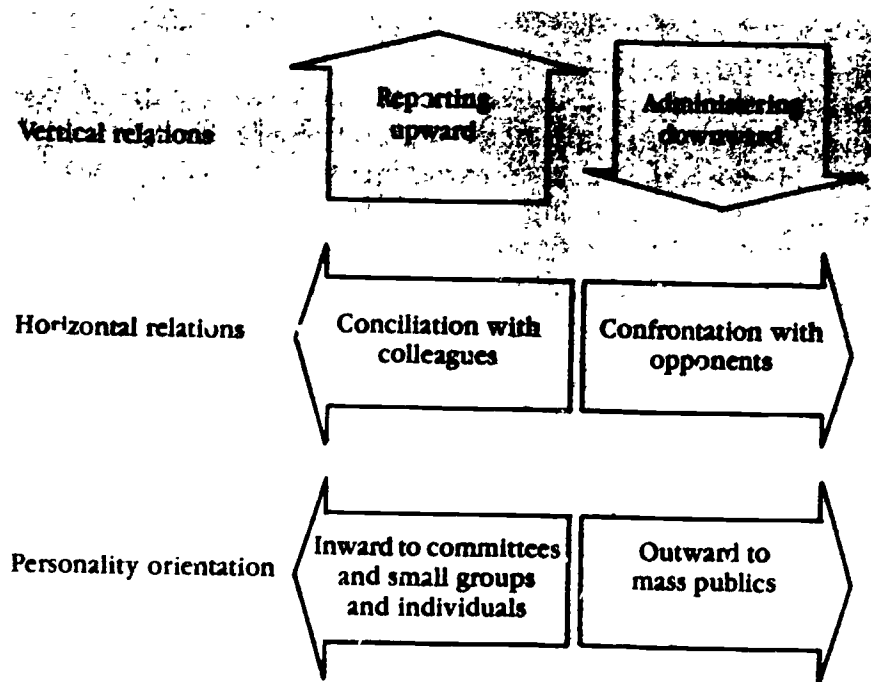 Reporting
upward
Administering
downward
Vertical relations
Horizontal relations
Conciliation with
colleagues
Confrontation with
opponents
Personality orientation
Inward to committees
and small groups
and individuals
Outward to
mass publics